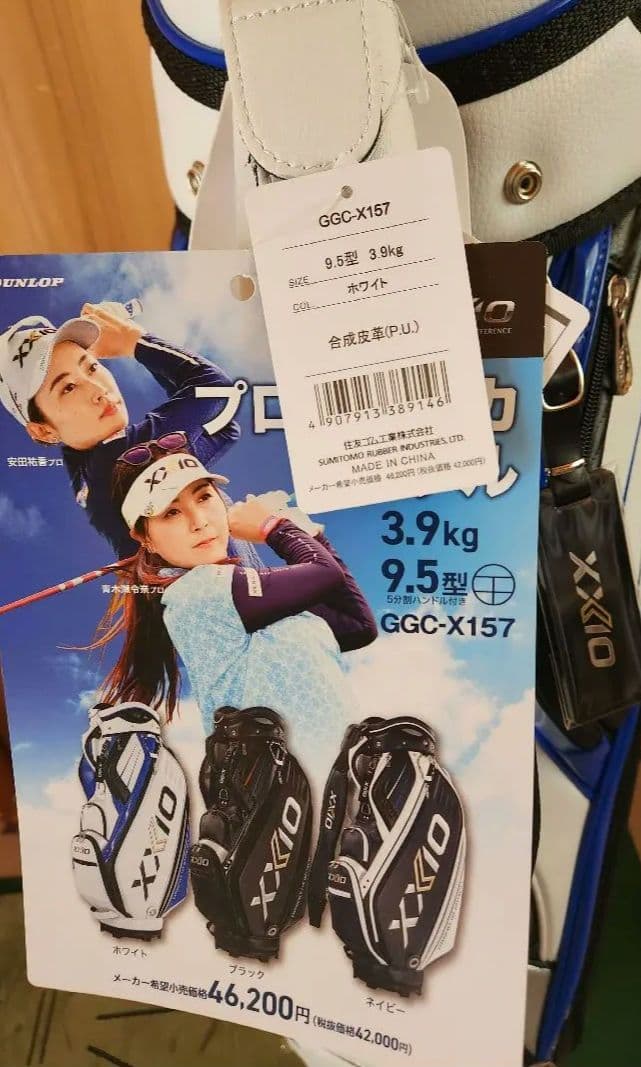 GGC-X157
SIZE 9.5型 3.9kg
COL. ホワイト
合成皮革(P.U.)
4 907913 389146
住友ゴム工業株式会社
SUMITOMO RUBBER INDUSTRIES, LTD.
MADE IN CHINA
メーカー希望小売価格 46,200円 (税抜価格 42,000円)
DUNLOP
XXIO
プロ
カ
ん
安田祐香プロ
XXIO
青木瀬令奈プロ
3.9kg
9.5型
5分割ハンドル付き
GGC-X157
XXIO
XXIO
XXIO
XXIO
XXIO
ホワイト
ブラック
ネイビー
メーカー希望小売価格46,200円(税抜価格42,000円)